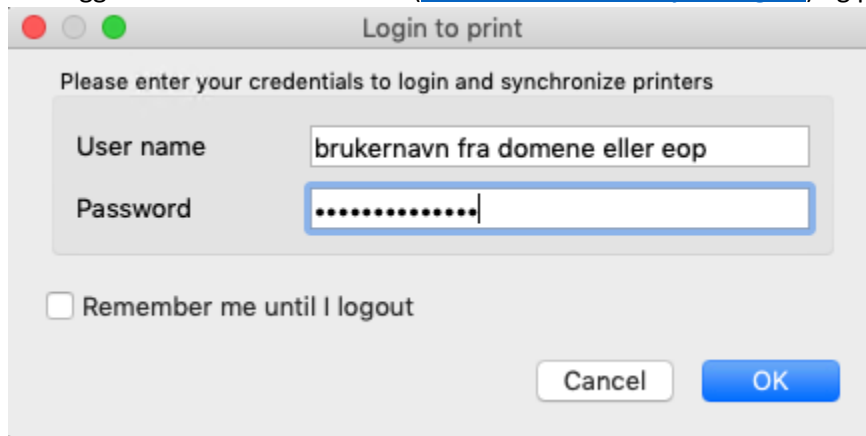 Login to print
Please enter your credentials to login and synchronize printers
User name brukernavn fra domene eller eop
Password ••••••••••••••
Remember me until I logout
Cancel OK